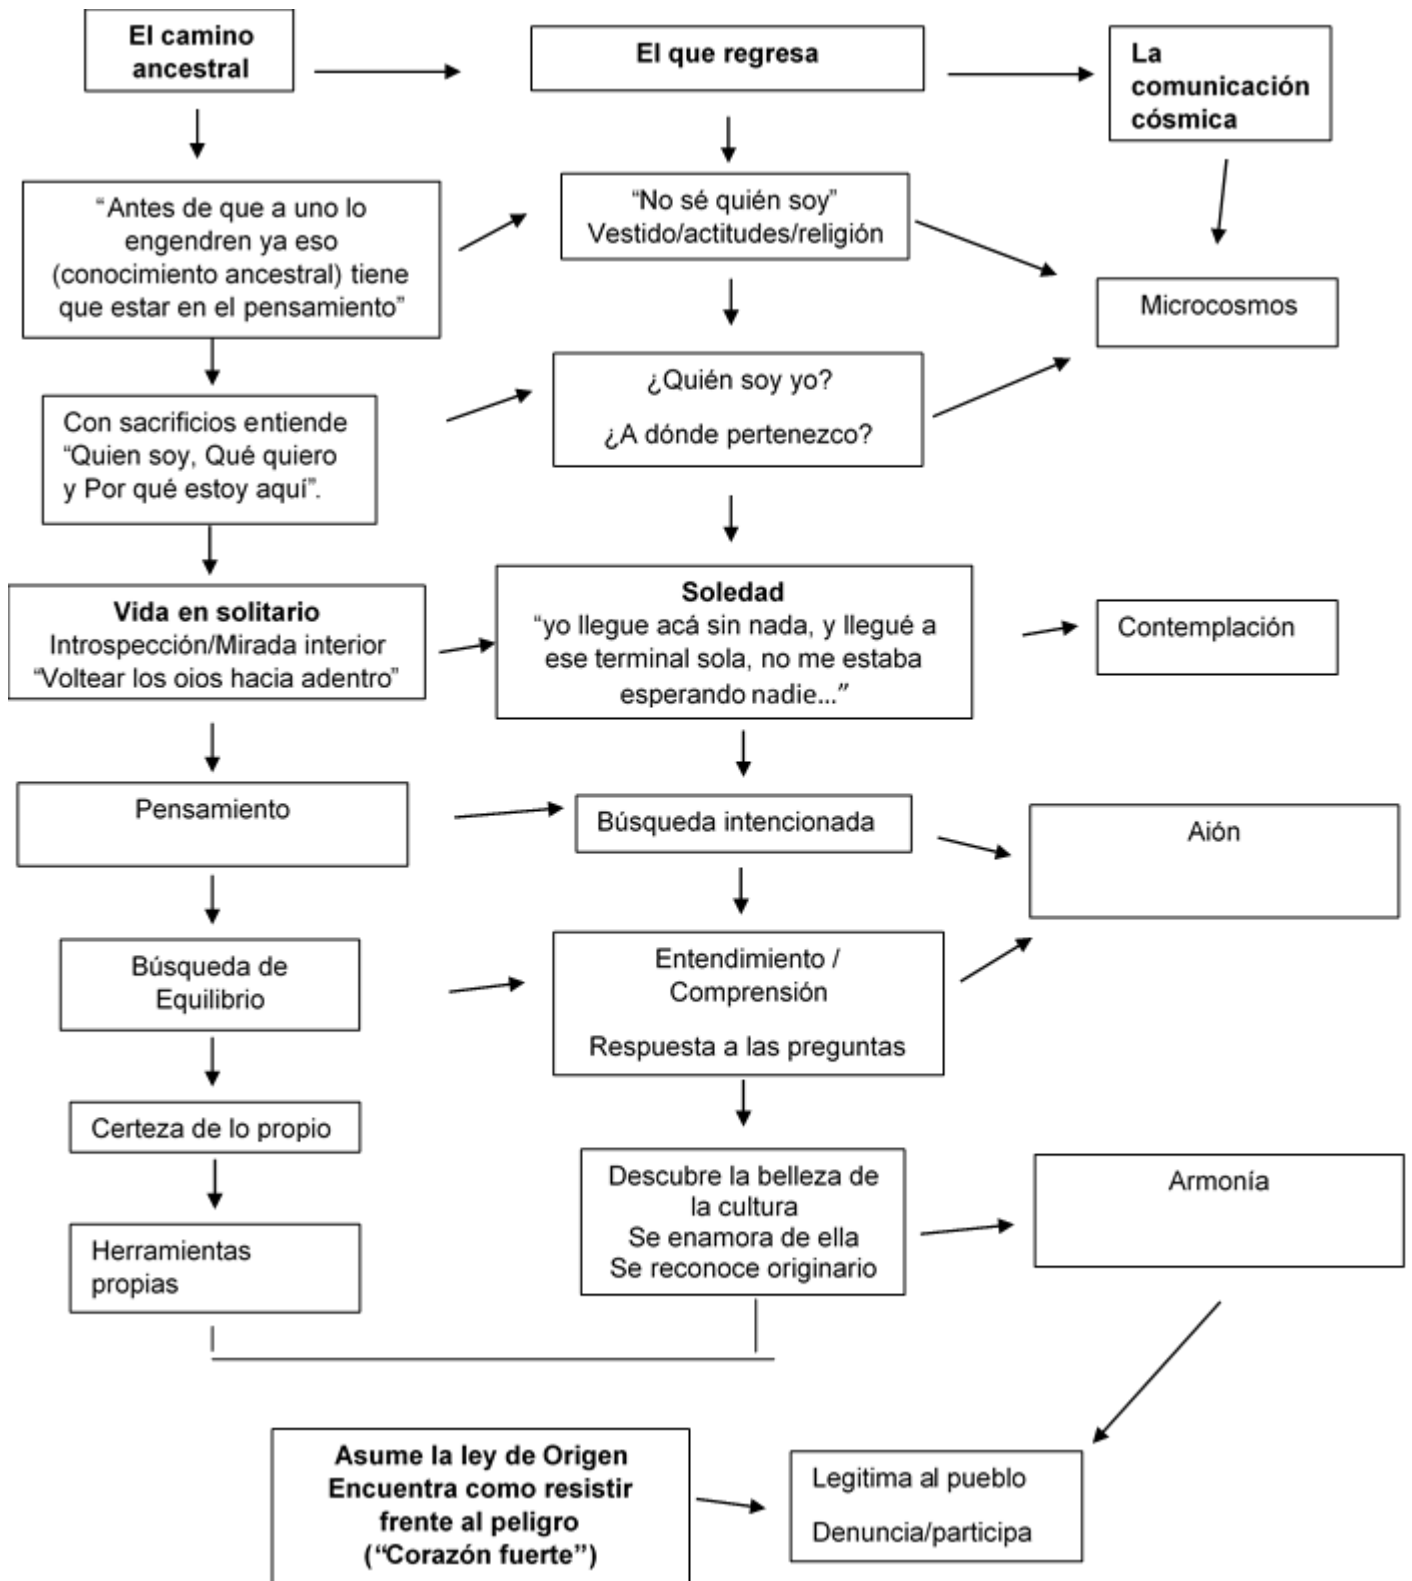 El camino
ancestral
El que regresa
La
comunicación
cósmica
“Antes de que a uno lo
engendren ya eso
(conocimiento ancestral) tiene
que estar en el pensamiento”
“No sé quién soy”
Vestido/actitudes/religión
Microcosmos
Con sacrificios entiende
“Quien soy, Qué quiero
y Por qué estoy aquí”.
¿Quién soy yo?
¿A dónde pertenezco?
Vida en solitario
Introspección/Mirada interior
“Voltear los oios hacia adentro”
Soledad
“yo llegue acá sin nada, y llegué a
ese terminal sola, no me estaba
esperando nadie...”
Contemplación
Pensamiento
Búsqueda intencionada
Aión
Búsqueda de
Equilibrio
Entendimiento /
Comprensión
Respuesta a las preguntas
Certeza de lo propio
Descubre la belleza de
la cultura
Se enamora de ella
Se reconoce originario
Armonía
Herramientas
propias
Asume la ley de Origen
Encuentra como resistir
frente al peligro
(“Corazón fuerte”)
Legitima al pueblo
Denuncia/participa